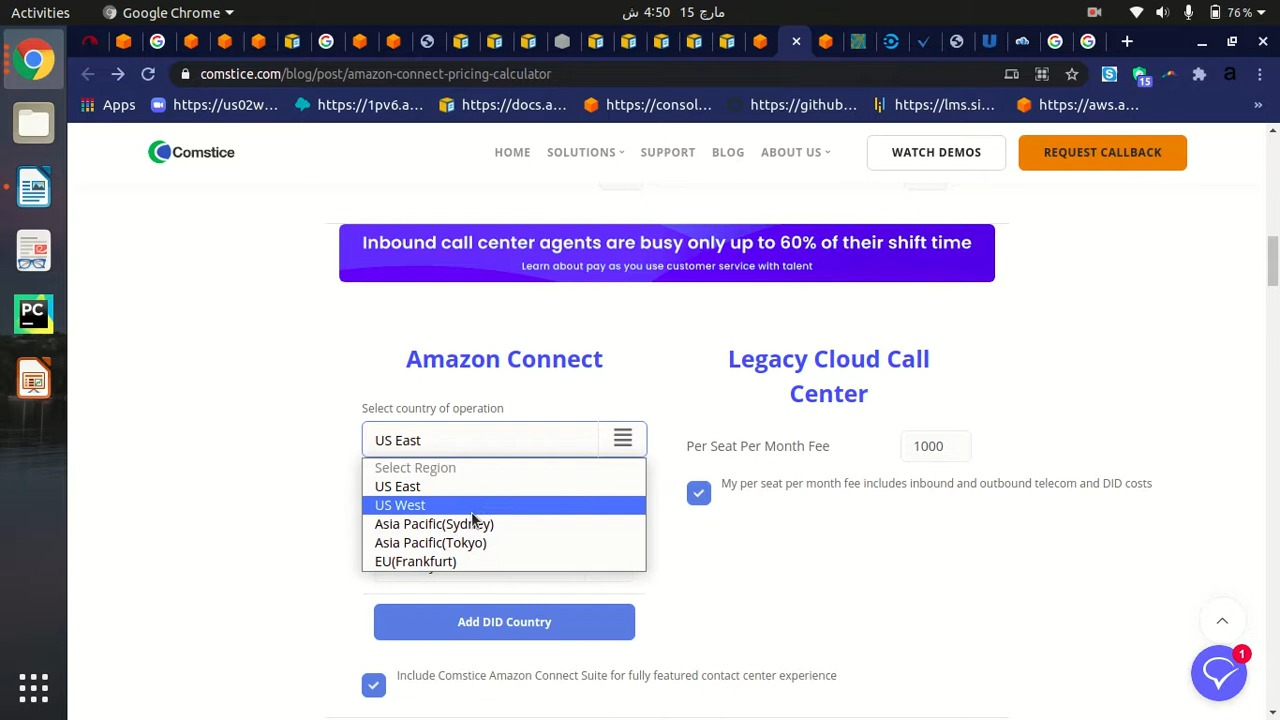 Activities
Google Chrome
مارچ 15 4:50 ش
76 %
comstice.com/blog/post/amazon-connect-pricing-calculator
15
a
Apps
https://us02w...
https://1pv6.a...
https://docs.a...
https://consol...
https://github...
https://lms.si...
https://aws.a...
»
Comstice
HOME
SOLUTIONS
SUPPORT
BLOG
ABOUT US
WATCH DEMOS
REQUEST CALLBACK
Inbound call center agents are busy only up to 60% of their shift time
Learn about pay as you use customer service with talent
Amazon Connect
Select country of operation
US East
Select Region
US East
US West
Asia Pacific(Sydney)
Asia Pacific(Tokyo)
EU(Frankfurt)
Add DID Country
Include Comstice Amazon Connect Suite for fully featured contact center experience
Legacy Cloud Call
Center
Per Seat Per Month Fee
1000
My per seat per month fee includes inbound and outbound telecom and DID costs
1
PC